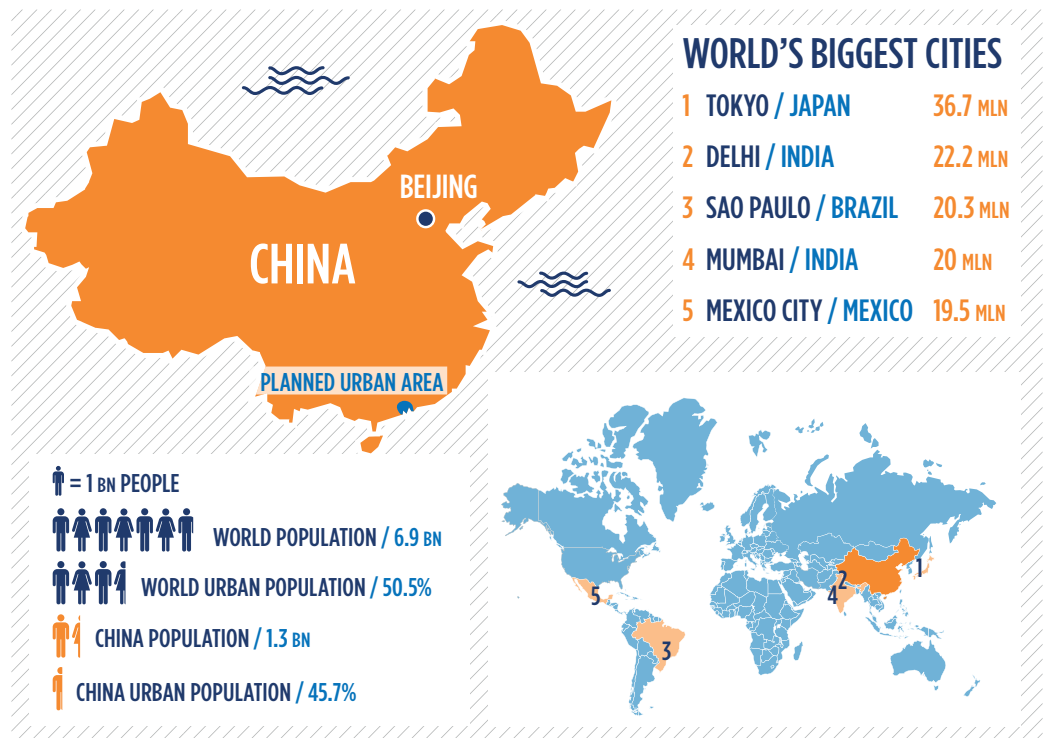 BEIJING
CHINA
PLANNED URBAN AREA
WORLD'S BIGGEST CITIES
1 TOKYO / JAPAN 36.7 MLN
2 DELHI / INDIA 22.2 MLN
3 SAO PAULO / BRAZIL 20.3 MLN
4 MUMBAI / INDIA 20 MLN
5 MEXICO CITY / MEXICO 19.5 MLN
= 1 BN PEOPLE
WORLD POPULATION / 6.9 BN
WORLD URBAN POPULATION / 50.5%
CHINA POPULATION / 1.3 BN
CHINA URBAN POPULATION / 45.7%
1
2
4
5
3